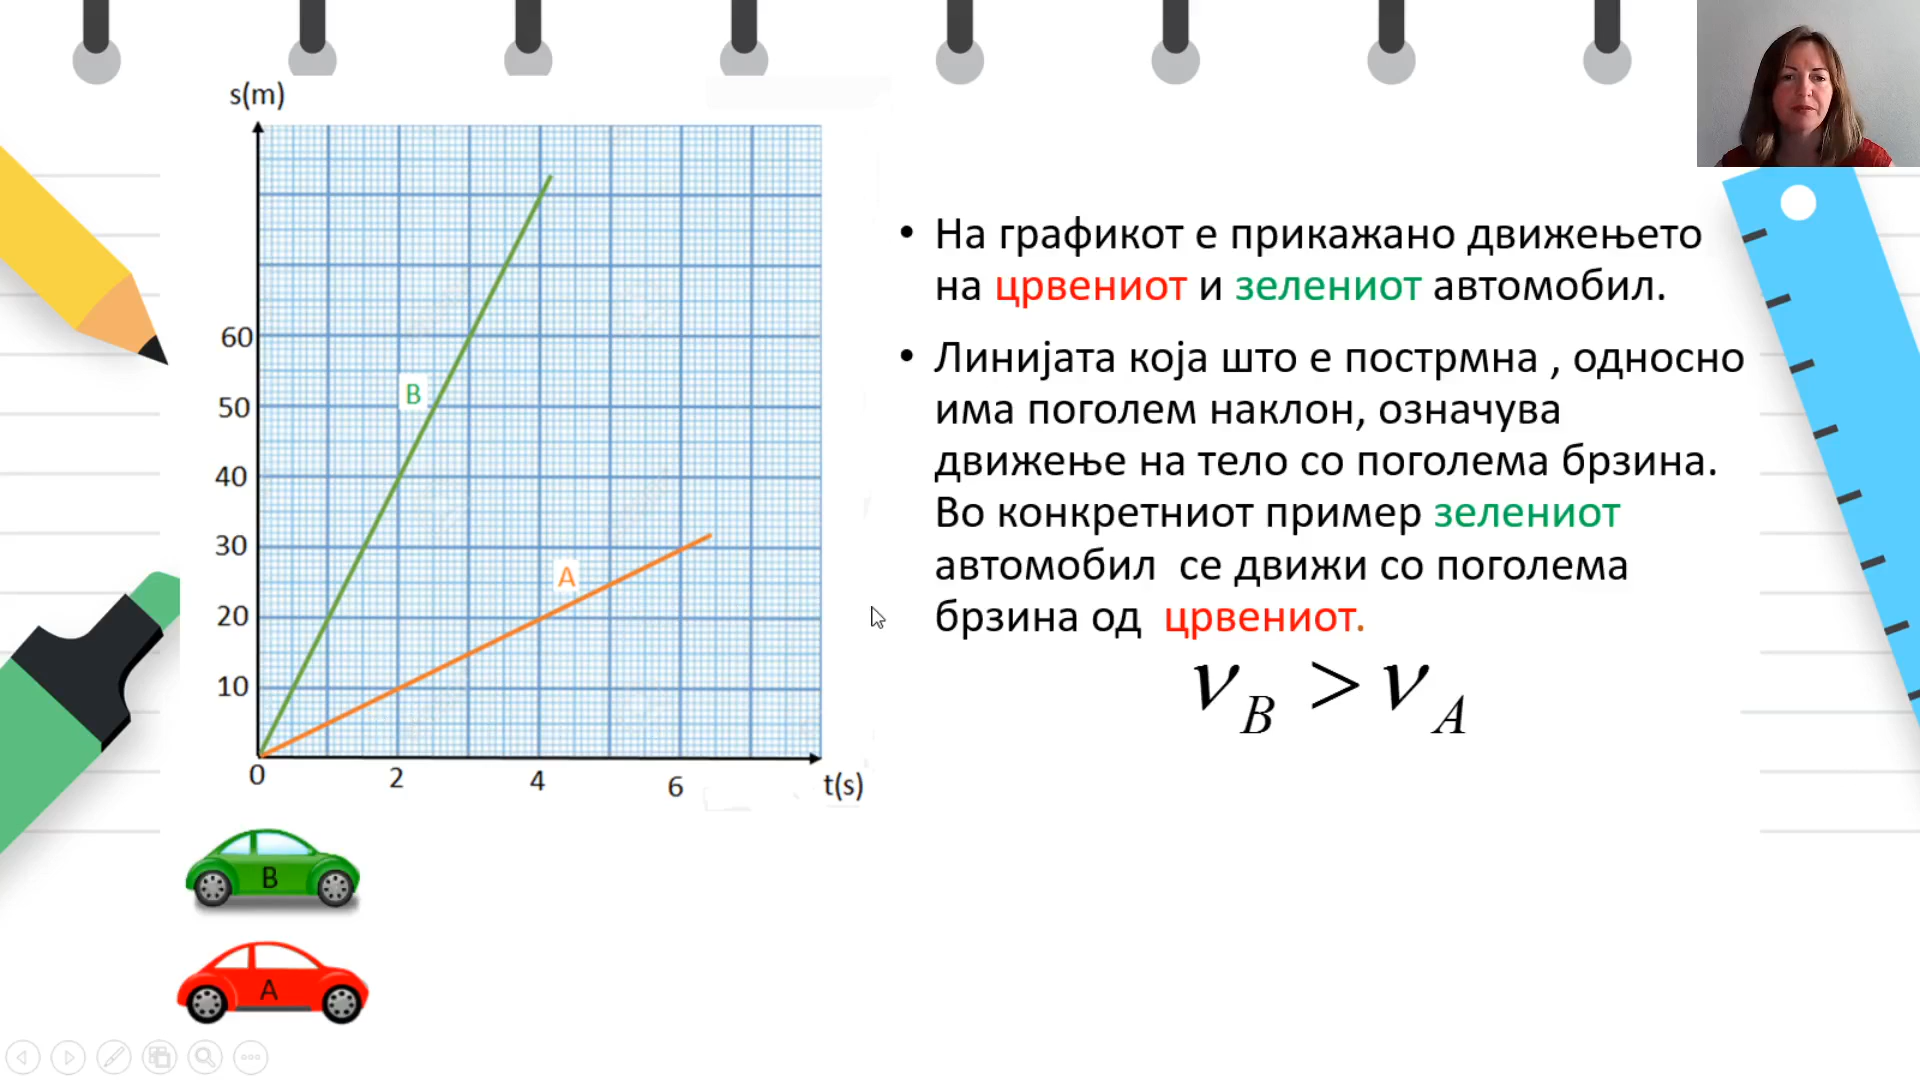 s(m)
60
50
40
30
20
10
0
2
4
6
t(s)
B
A
B
A
• На графикот е прикажано движењето
на црвениот и зелениот автомобил.
• Линијата која што е постромна , односно
има поголем наклон, означува
движење на тело со поголема брзина.
Во конкретниот пример зелениот
автомобил се движи со поголема
брзина од црвениот.
v_B > v_A